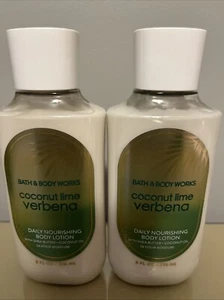 BATH & BODY WORKS
coconut lime
verbena
DAILY NOURISHING
BODY LOTION
BATH & BODY WORKS
coconut lime
verbena
DAILY NOURISHING
BODY LOTION